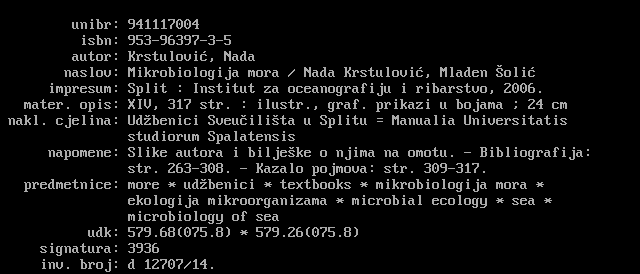 unibr: 941117004
isbn: 953-96397-3-5
autor: Krstulović, Nada
naslov: Mikrobiologija mora / Nada Krstulović, Mladen Šolić
impresum: Split : Institut za oceanografiju i ribarstvo, 2006.
mater. opis: XIV, 317 str. : ilustr., graf. prikazi u bojama ; 24 cm
nakl. cjelina: Udžbenici Sveučilišta u Splitu = Manualia Universitatis
studiorum Spalatensis
napomene: Slike autora i bilješke o njima na omotu. - Bibliografija:
str. 263-308. - Kazalo pojmova: str. 309-317.
predmetnice: more * udžbenici * textbooks * mikrobiologija mora *
ekologija mikroorganizama * microbial ecology * sea *
microbiology of sea
udk: 579.68(075.8) * 579.26(075.8)
signatura: 3936
inv. broj: d 12707/14.